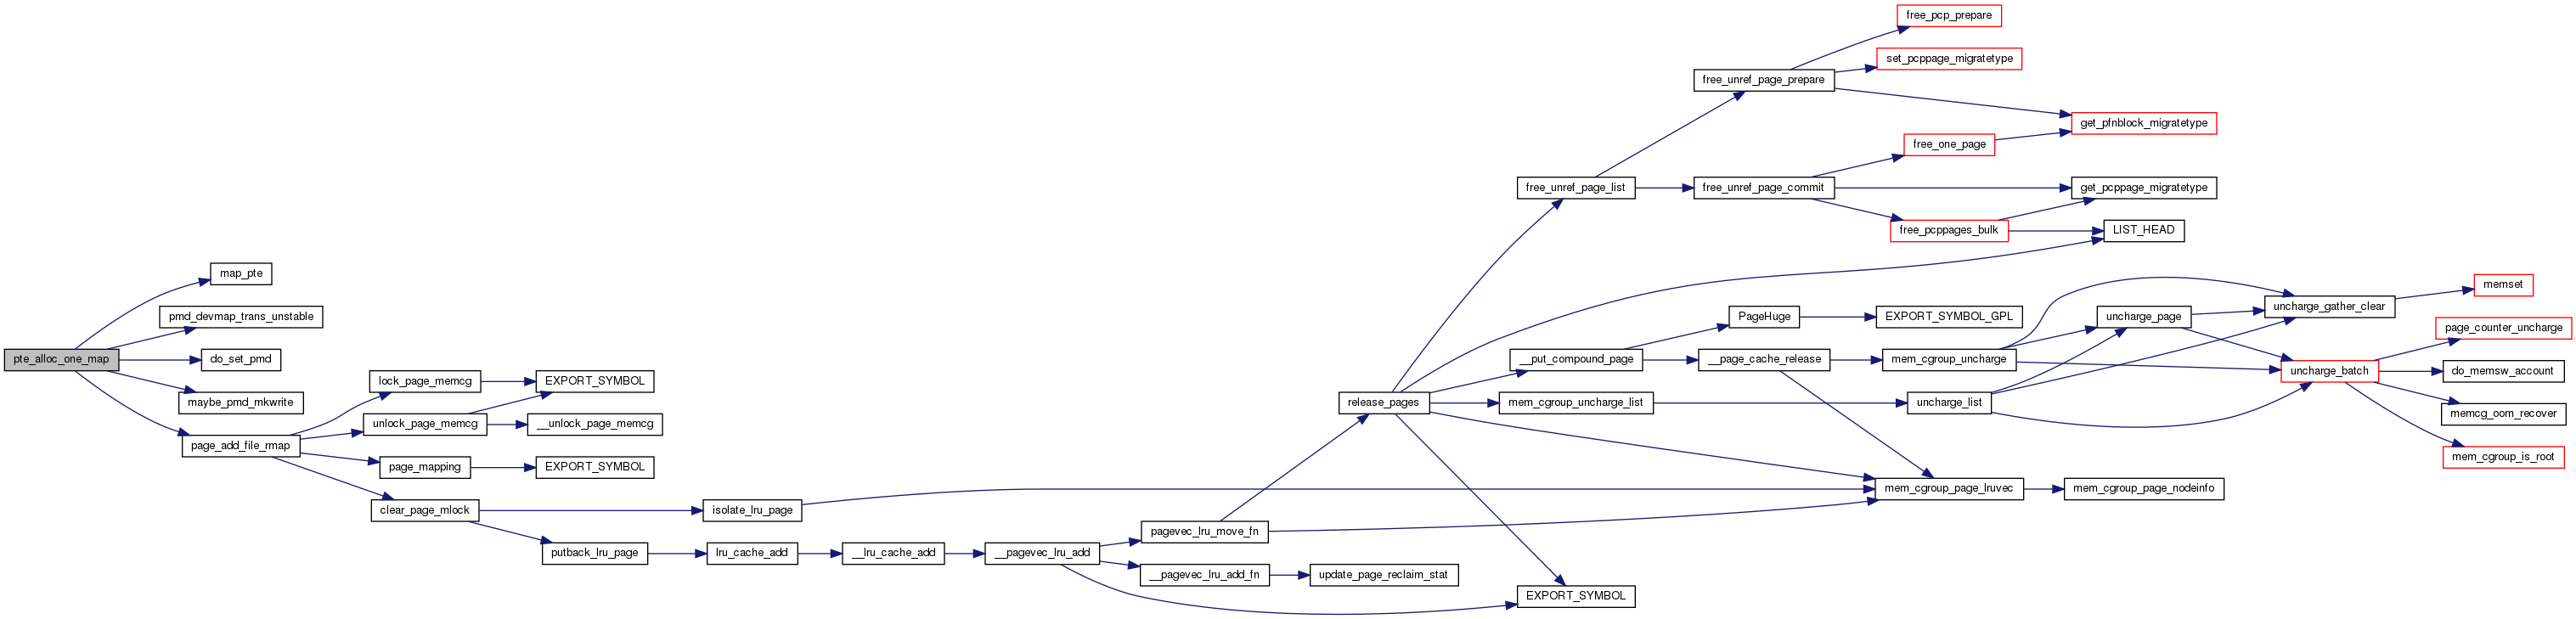 pte_alloc_one_map
map_pte
pmd_devmap_trans_unstable
do_set_pmd
maybe_pmd_mkwrite
page_add_file_rmap
lock_page_memcg
unlock_page_memcg
page_mapping
clear_page_mlock
EXPORT_SYMBOL
__unlock_page_memcg
EXPORT_SYMBOL
isolate_lru_page
putback_lru_page
lru_cache_add
__lru_cache_add
__pagevec_lru_add
pagevec_lru_move_fn
__pagevec_lru_add_fn
update_page_reclaim_stat
release_pages
free_unref_page_list
__put_compound_page
mem_cgroup_uncharge_list
EXPORT_SYMBOL
free_unref_page_prepare
free_unref_page_commit
PageHuge
__page_cache_release
free_pcp_prepare
set_pcppage_migratetype
get_pfnblock_migratetype
free_one_page
get_pcppage_migratetype
free_pcppages_bulk
LIST_HEAD
EXPORT_SYMBOL_GPL
mem_cgroup_uncharge
uncharge_list
mem_cgroup_page_lruvec
mem_cgroup_page_nodeinfo
uncharge_page
uncharge_gather_clear
uncharge_batch
memset
page_counter_uncharge
do_memsw_account
memcg_oom_recover
mem_cgroup_is_root